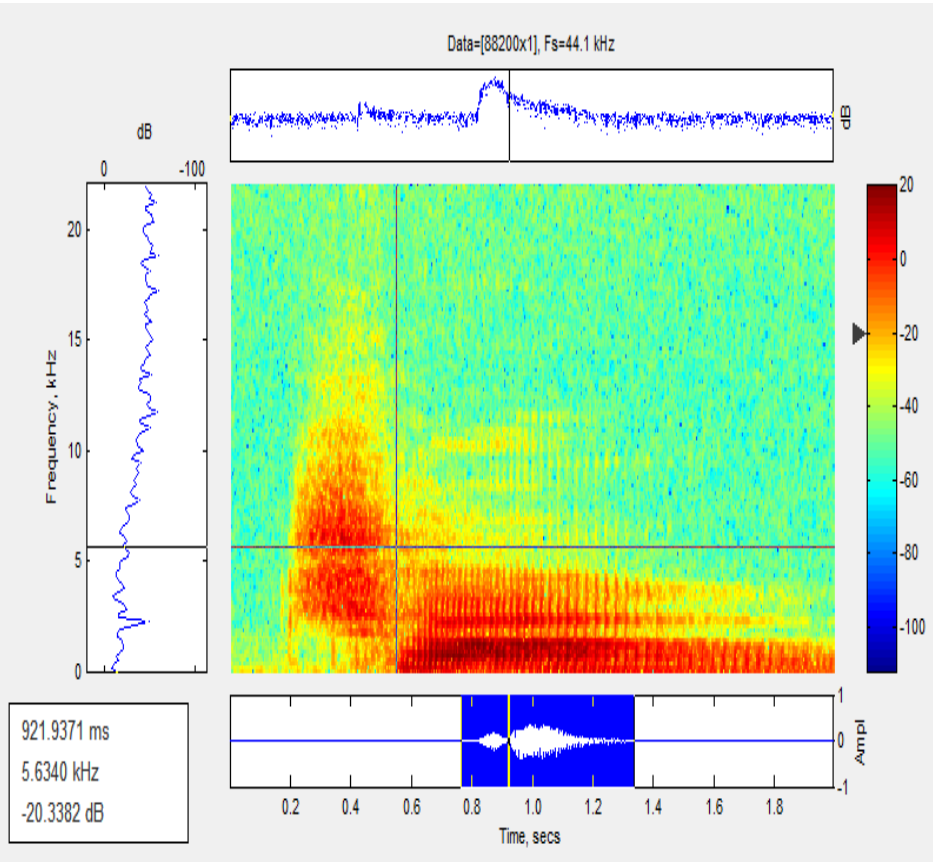 Data=[88200x1], Fs=44.1 kHz
dB
dB
0 -100
20
15
10
5
0
Frequency, kHz
20
0
-20
-40
-60
-80
-100
921.9371 ms
5.6340 kHz
-20.3382 dB
1
0
-1
Ampl
0.2 0.4 0.6 0.8 1.0 1.2 1.4 1.6 1.8
Time, secs